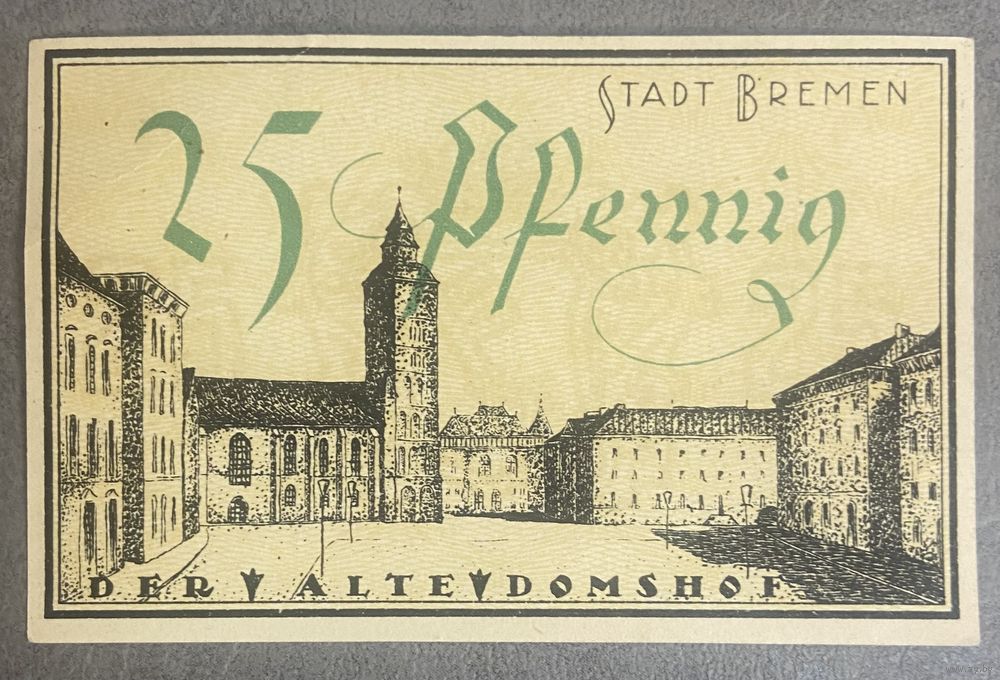 STADT BREMEN
25 Pfennig
DER ALTE DOMSHOF